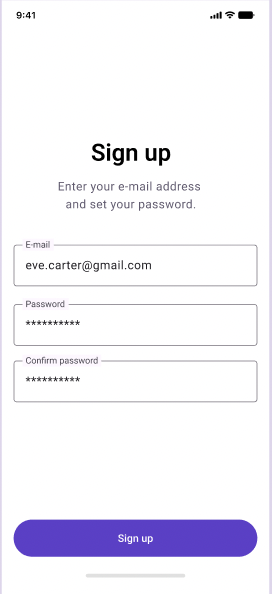 9:41
Sign up
Enter your e-mail address
and set your password.
E-mail
eve.carter@gmail.com
Password
**********
Confirm password
**********
Sign up